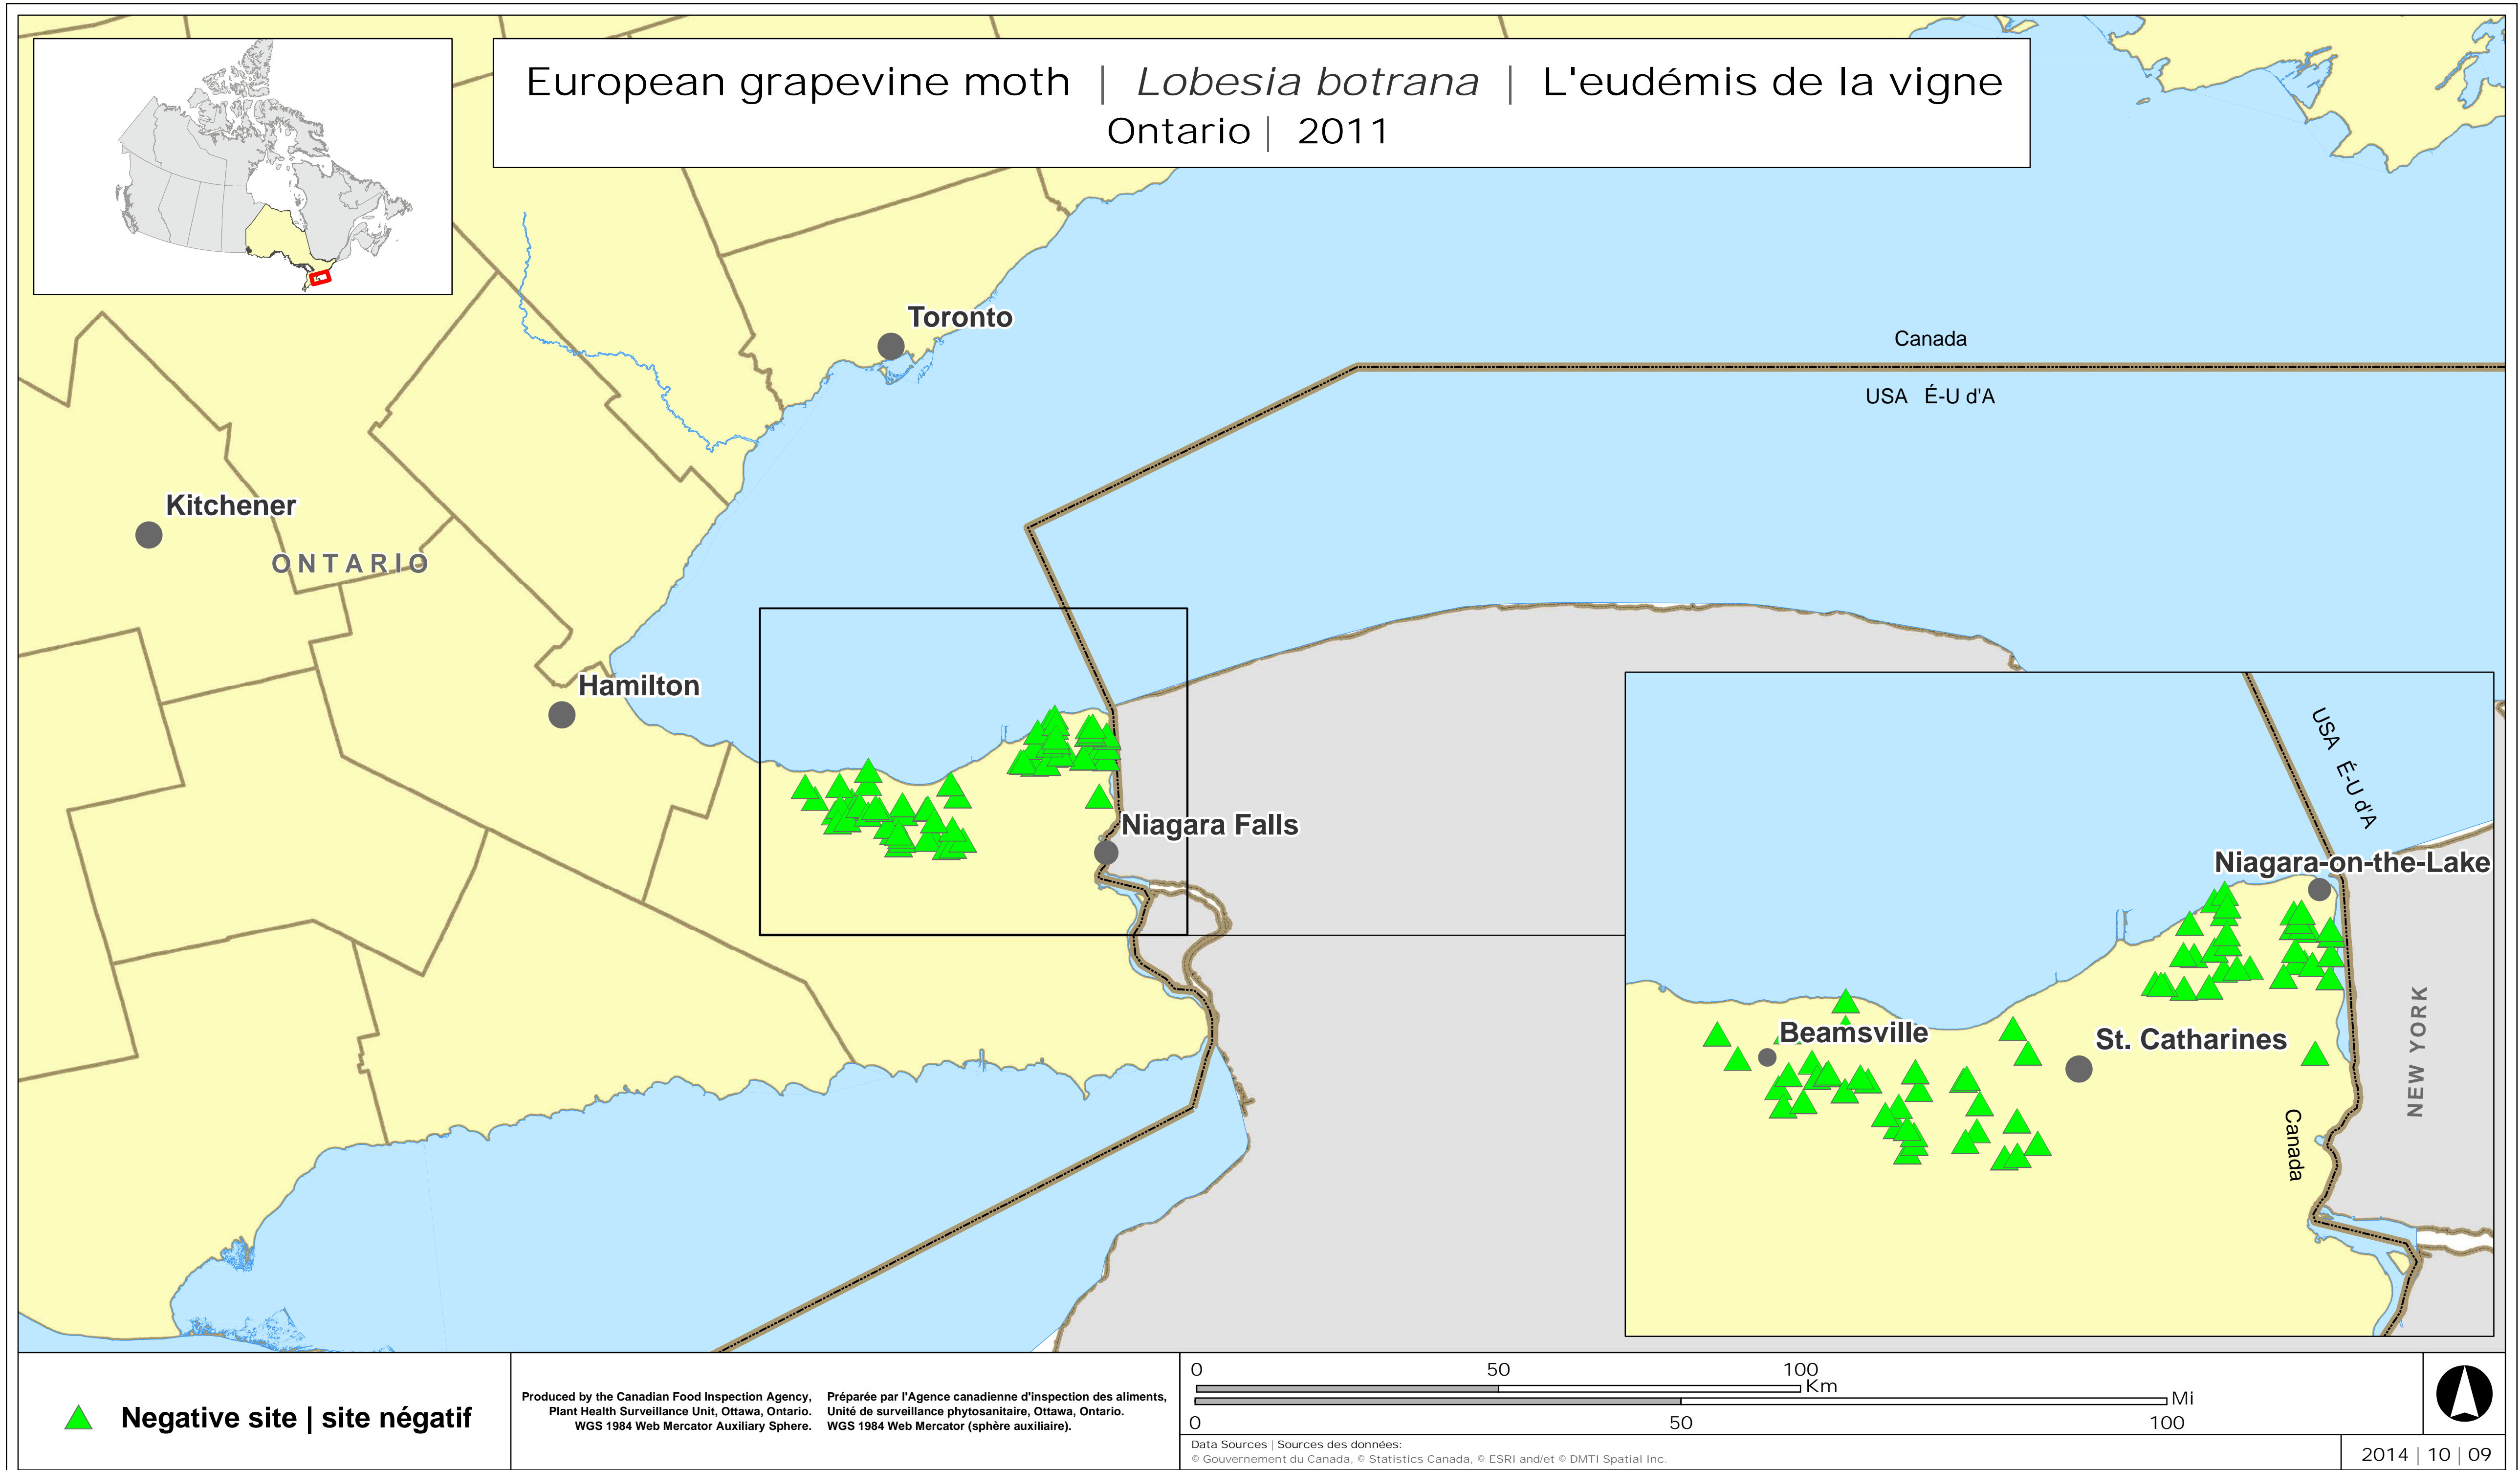 European grapevine moth | Lobesia botrana | L'eudémis de la vigne
Ontario | 2011
Toronto
Canada
USA É-U d'A
Kitchener
ONTARIO
Hamilton
Niagara Falls
USA É-U d'A
Niagara-on-the-Lake
Beamsville
St. Catharines
NEW YORK
Canada
Negative site | site négatif
Produced by the Canadian Food Inspection Agency,
Plant Health Surveillance Unit, Ottawa, Ontario.
WGS 1984 Web Mercator Auxiliary Sphere.
Préparée par l'Agence canadienne d'inspection des aliments,
Unité de surveillance phytosanitaire, Ottawa, Ontario.
WGS 1984 Web Mercator (sphère auxiliaire).
0 50 100
Km
Mi
0 50 100
Data Sources | Sources des données:
© Gouvernement du Canada, © Statistics Canada, © ESRI and/et © DMTI Spatial Inc.
2014 | 10 | 09